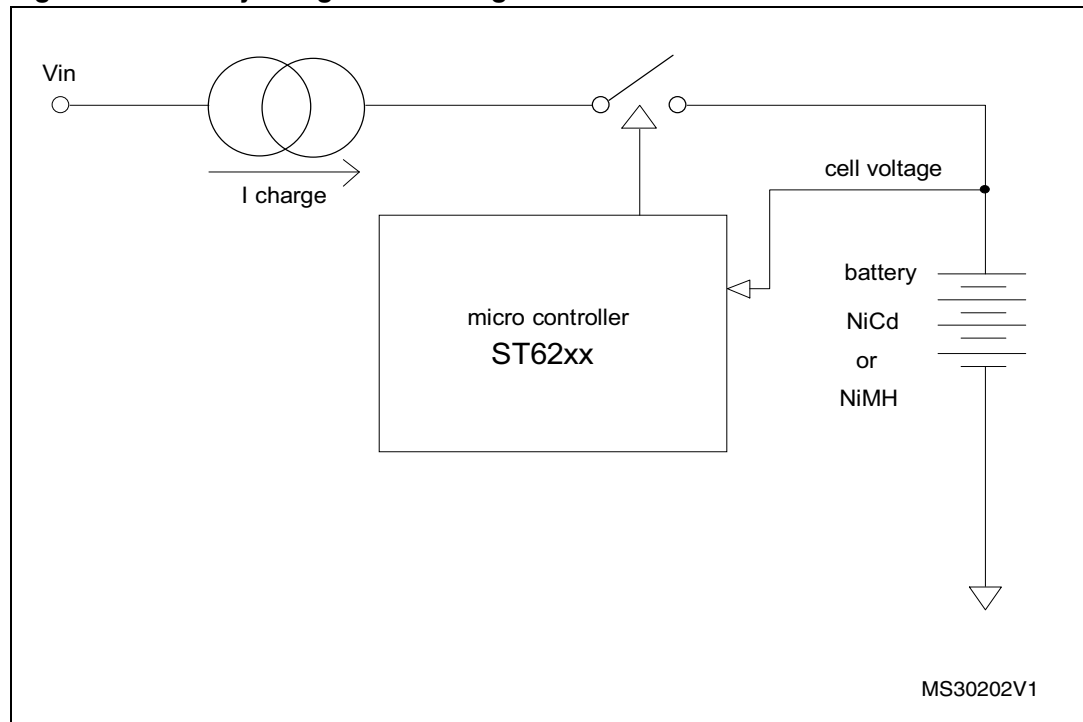 Vin
I charge
cell voltage
battery
NiCd
or
NiMH
micro controller
ST62xx
MS30202V1